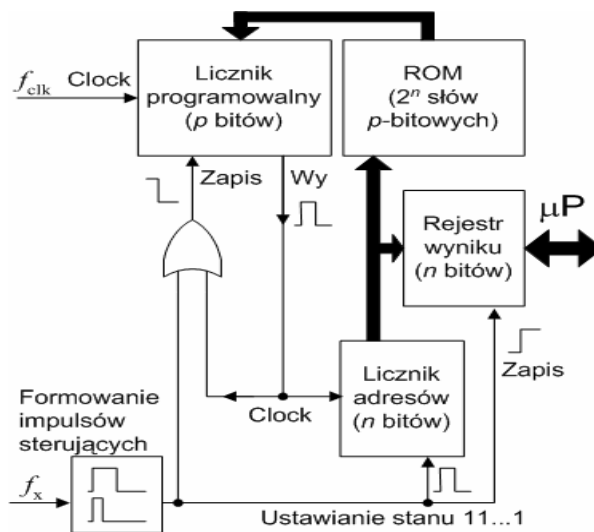 f_clk Clock
Licznik
programowalny
(p bitów)
ROM
(2ⁿ słów
p-bitowych)
Zapis
Wy
Rejestr
wyniku
(n bitów)
µP
Zapis
Licznik
adresów
(n bitów)
Clock
Formowanie
impulsów
sterujących
f_x
Ustawianie stanu 11...1